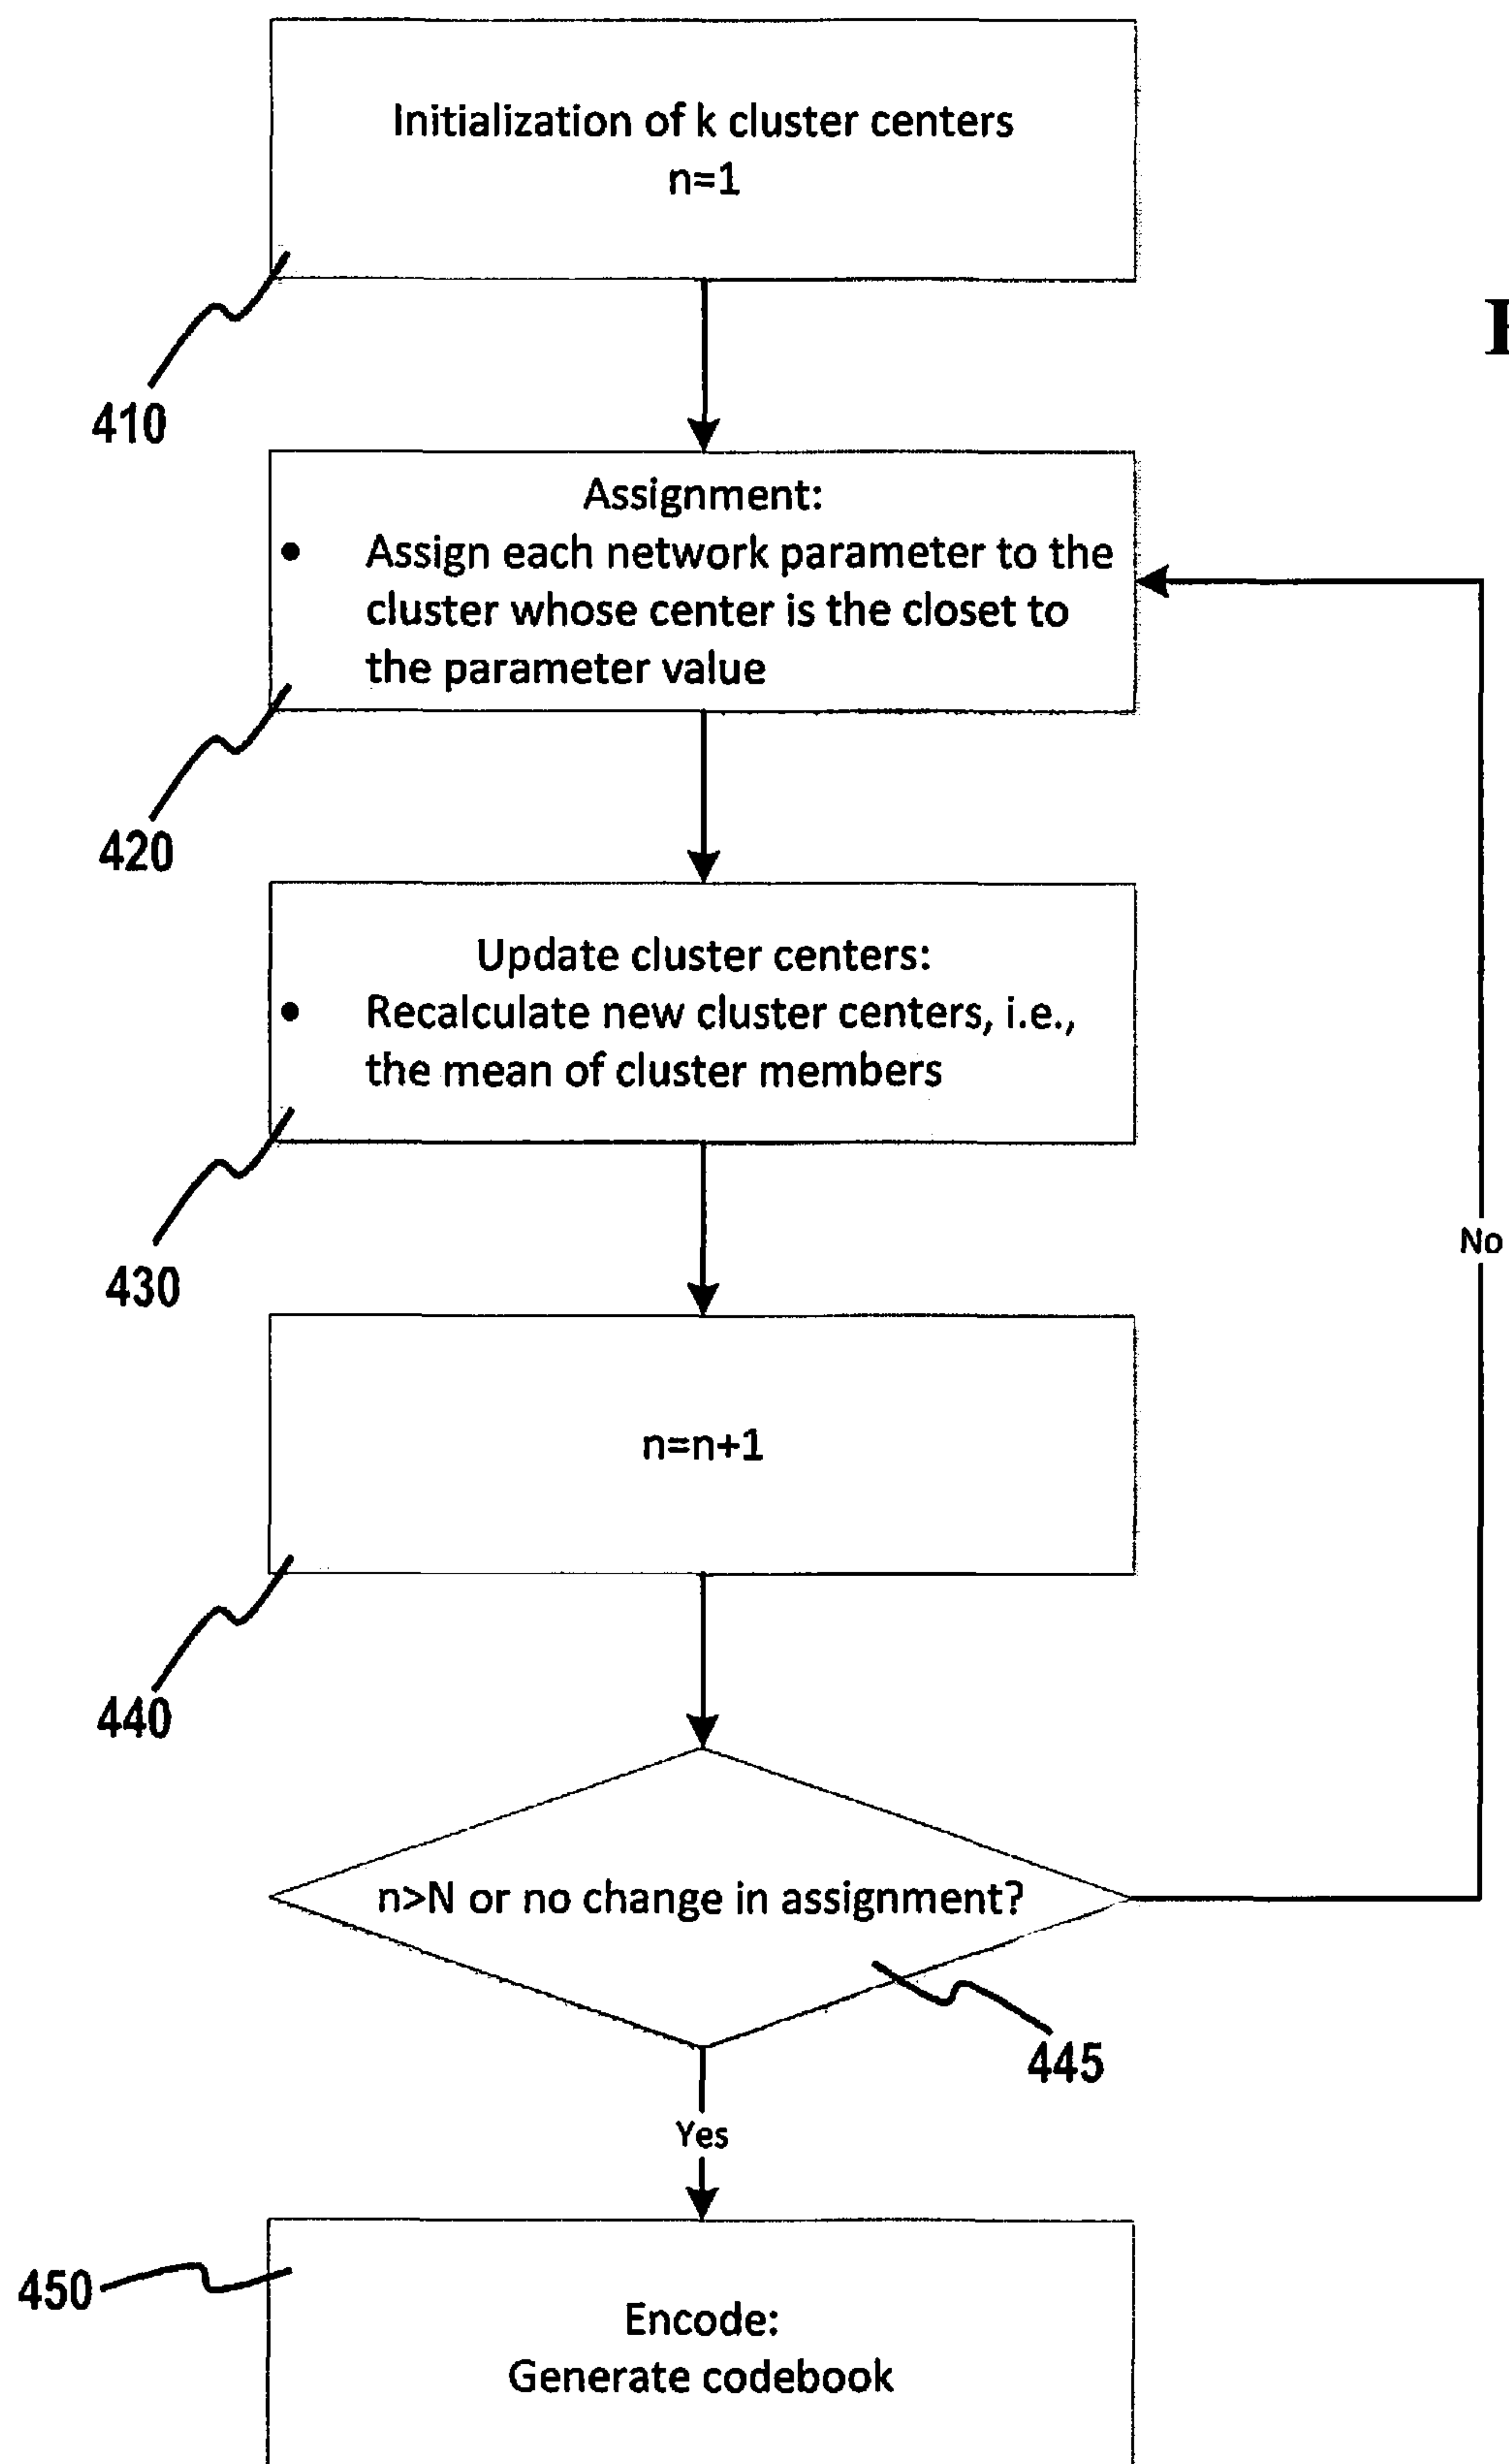 Initialization of k cluster centers
n=1
410
Assignment:
• Assign each network parameter to the
cluster whose center is the closet to
the parameter value
420
Update cluster centers:
• Recalculate new cluster centers, i.e.,
the mean of cluster members
430
No
n=n+1
440
n>N or no change in assignment?
445
Yes
450
Encode:
Generate codebook